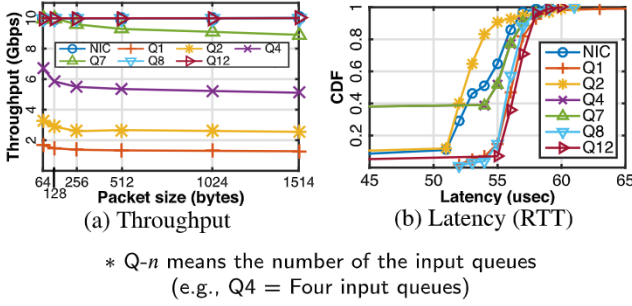 Throughput (Gbps)
10
8
6
4
2
NIC
Q1
Q2
Q4
Q7
Q8
Q12
64
128
256
512
1024
1514
Packet size (bytes)
(a) Throughput
CDF
1
0.8
0.6
0.4
0.2
NIC
Q1
Q2
Q4
Q7
Q8
Q12
45
50
55
60
65
Latency (usec)
(b) Latency (RTT)
* Q-n means the number of the input queues
(e.g., Q4 = Four input queues)